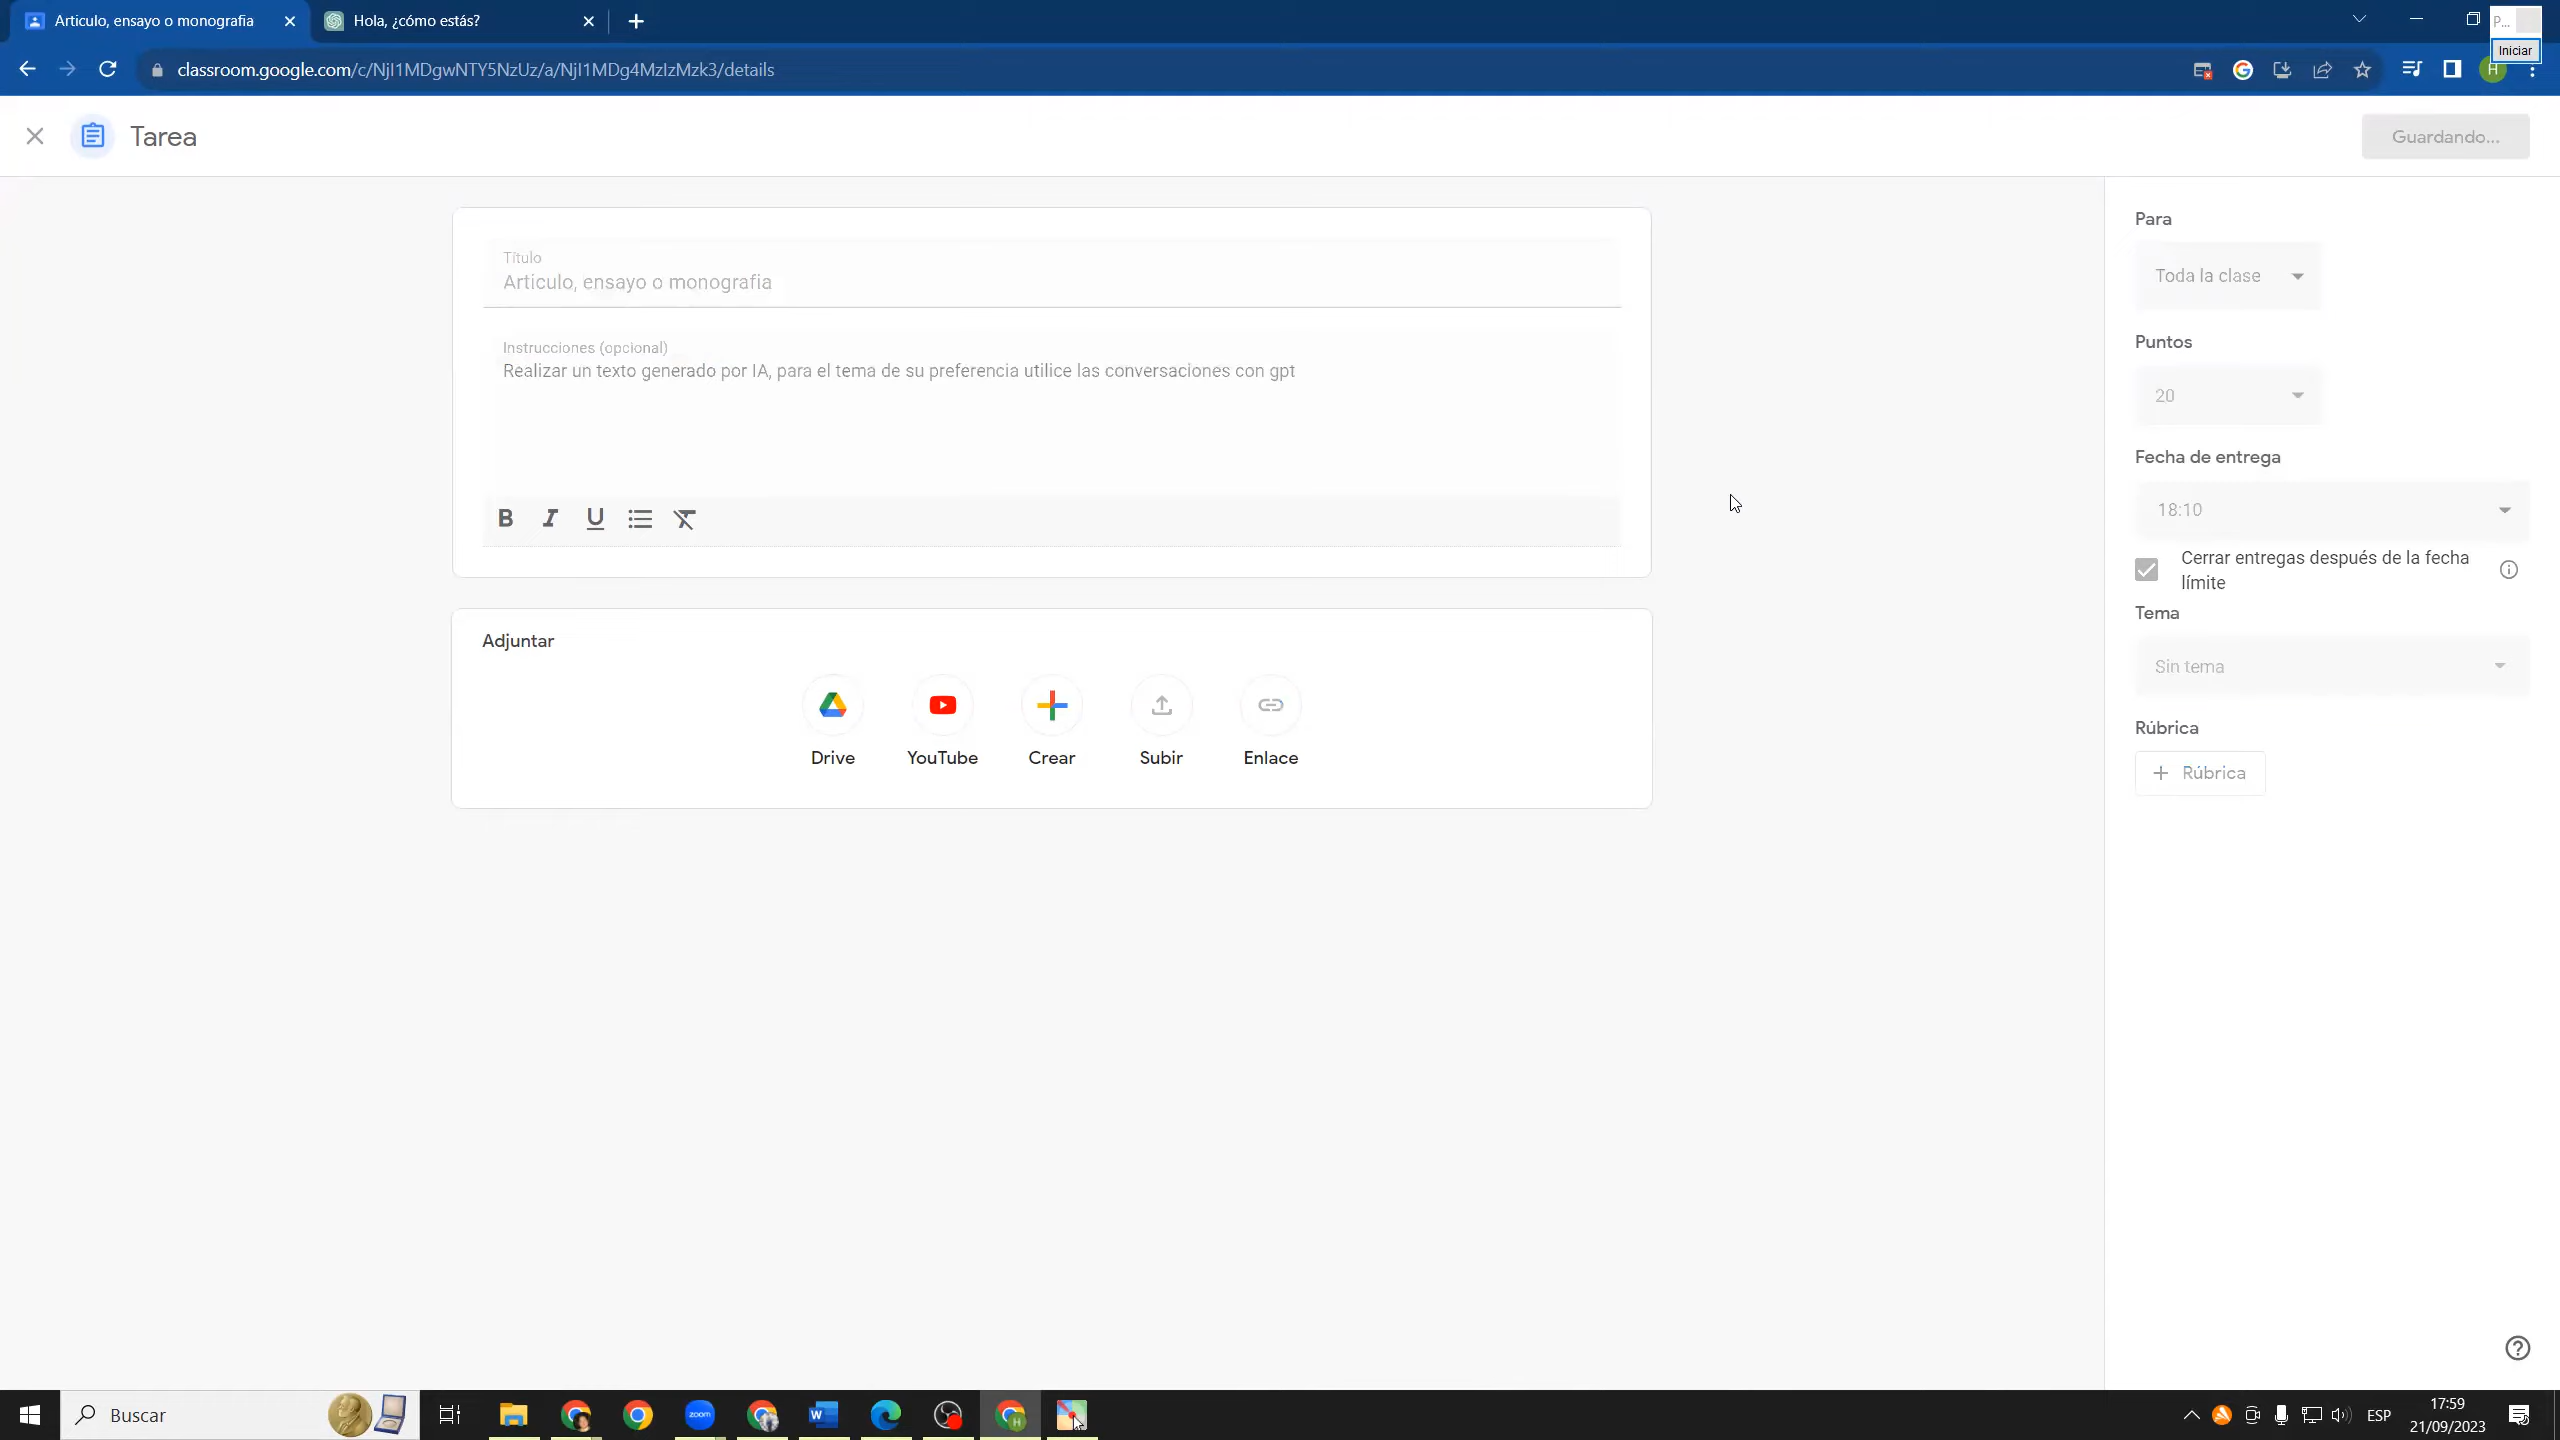 Articulo, ensayo o monografia
Hola, ¿cómo estás?
P...
Iniciar
classroom.google.com/c/NjI1MDgwNTY5NzUz/a/NjI1MDg4MzIzMzk3/details
H
Tarea
Guardando...
Título
Articulo, ensayo o monografia
Instrucciones (opcional)
Realizar un texto generado por IA, para el tema de su preferencia utilice las conversaciones con gpt
B I U
Adjuntar
Drive
YouTube
Crear
Subir
Enlace
Para
Toda la clase
Puntos
20
Fecha de entrega
18:10
Cerrar entregas después de la fecha
límite
Tema
Sin tema
Rúbrica
+ Rúbrica
Buscar
zoom
W
H
ESP
17:59
21/09/2023